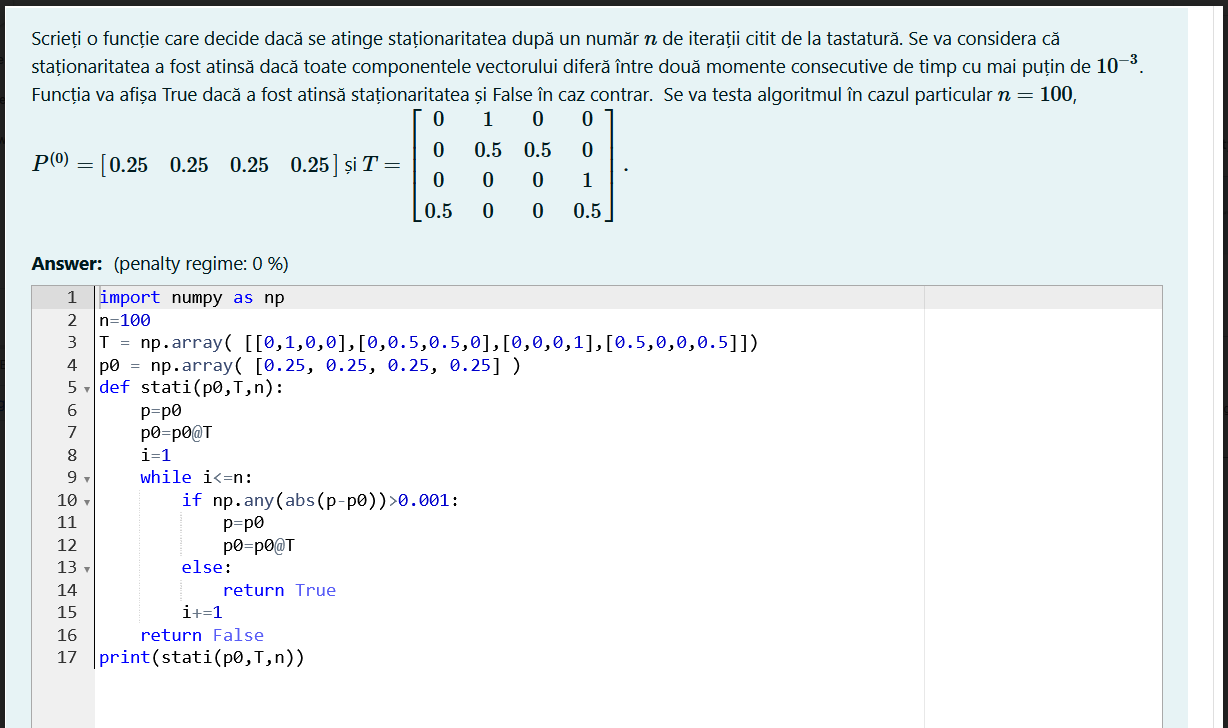 Scrieți o funcție care decide dacă se atinge staționaritatea după un număr n de iterații citit de la tastatură. Se va considera că
staționaritatea a fost atinsă dacă toate componentele vectorului diferă între două momente consecutive de timp cu mai puțin de 10⁻³.
Funcția va afișa True dacă a fost atinsă staționaritatea și False în caz contrar. Se va testa algoritmul în cazul particular n = 100,
P⁽⁰⁾ = [0.25 0.25 0.25 0.25] și T =
0 1 0 0
0 0.5 0.5 0
0 0 0 1
0.5 0 0 0.5
.
Answer: (penalty regime: 0 %)
1 import numpy as np
2 n=100
3 T = np.array( [[0,1,0,0],[0,0.5,0.5,0],[0,0,0,1],[0.5,0,0,0.5]])
4 p0 = np.array( [0.25, 0.25, 0.25, 0.25] )
5 def stati(p0,T,n):
6     p=p0
7     p0=p0@T
8     i=1
9     while i<=n:
10         if np.any(abs(p-p0))>0.001:
11             p=p0
12             p0=p0@T
13         else:
14             return True
15         i+=1
16     return False
17 print(stati(p0,T,n))